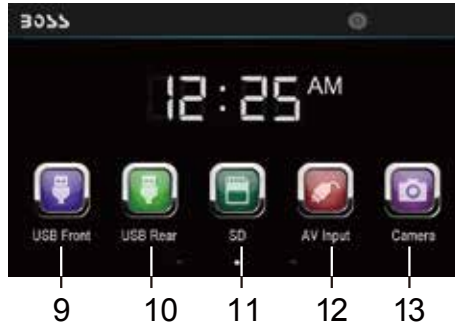 BOSS
12:25 AM
USB Front USB Rear SD AV Input Camera
9 10 11 12 13